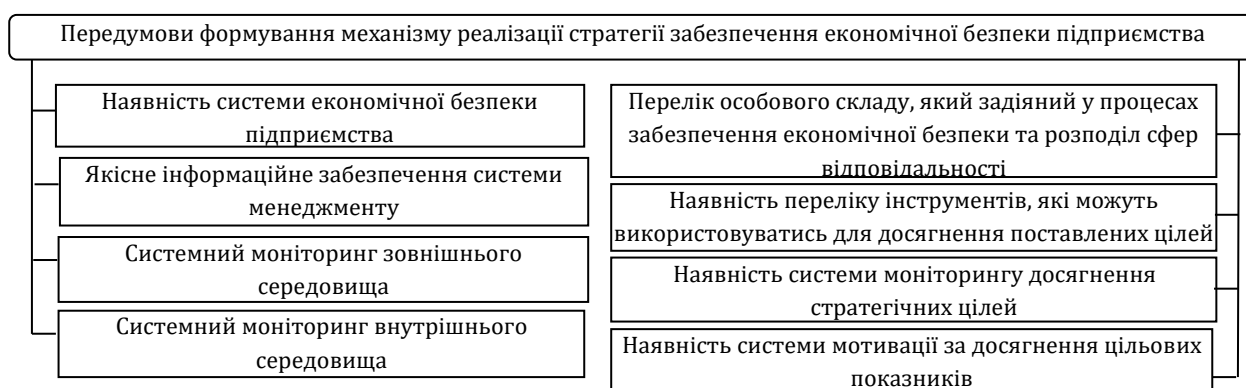 Передумови формування механізму реалізації стратегії забезпечення економічної безпеки підприємства
Наявність системи економічної безпеки
підприємства
Якісне інформаційне забезпечення системи
менеджменту
Системний моніторинг зовнішнього
середовища
Системний моніторинг внутрішнього
середовища
Перелік особового складу, який задіяний у процесах
забезпечення економічної безпеки та розподіл сфер
відповідальності
Наявність переліку інструментів, які можуть
використовуватись для досягнення поставлених цілей
Наявність системи моніторингу досягнення
стратегічних цілей
Наявність системи мотивації за досягнення цільових
показників